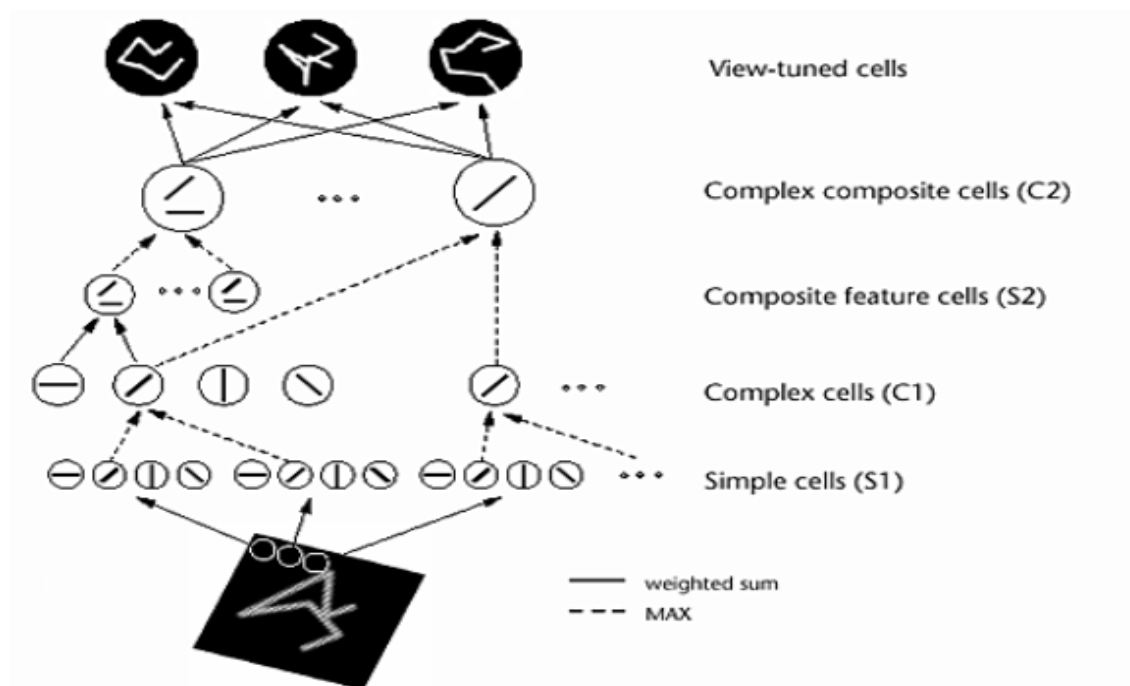 View-tuned cells
Complex composite cells (C2)
Composite feature cells (S2)
Complex cells (C1)
Simple cells (S1)
weighted sum
MAX